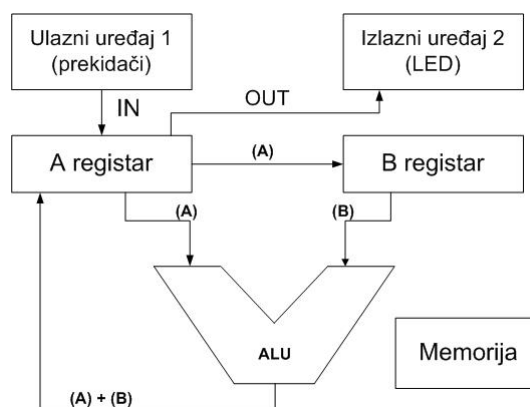 Ulazni uređaj 1
(prekidači)
Izlazni uređaj 2
(LED)
IN
OUT
A registar
(A)
B registar
(A)
(B)
ALU
Memorija
(A) + (B)